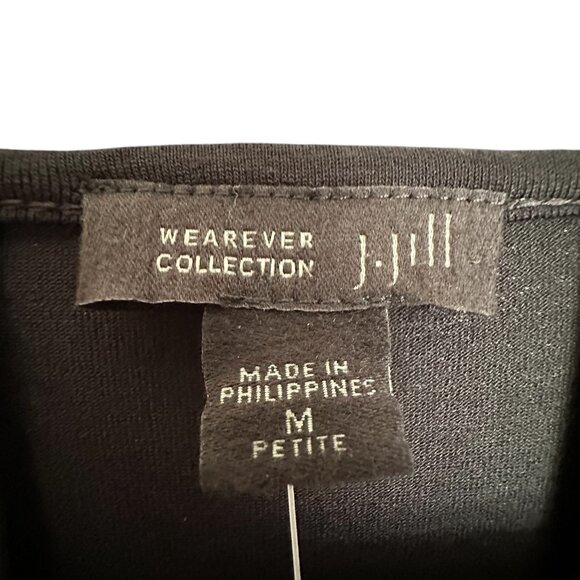 WEAREVER
COLLECTION
J.Jill
MADE IN
PHILIPPINES
M
PETITE